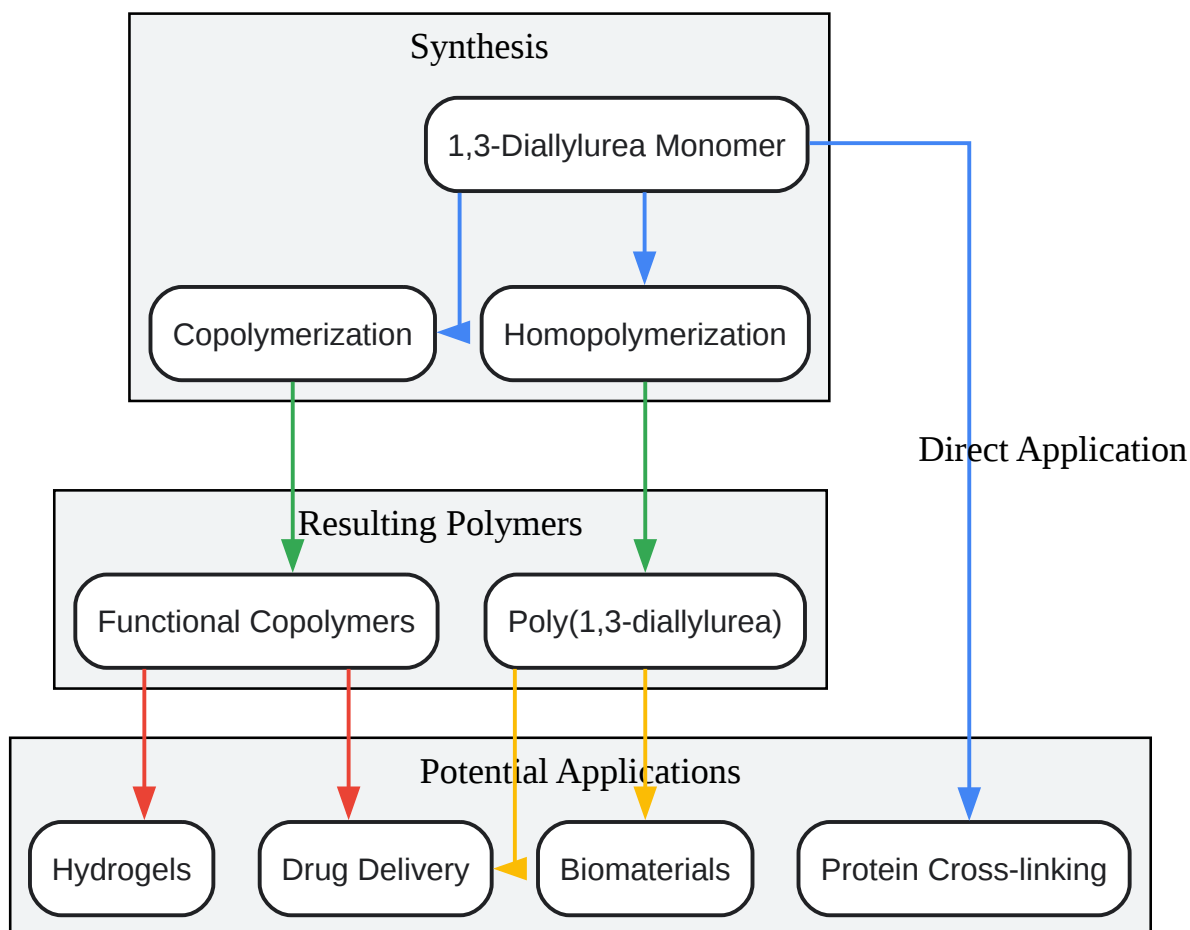 Synthesis
1,3-Diallylurea Monomer
Copolymerization
Homopolymerization
Direct Application
Resulting Polymers
Functional Copolymers
Poly(1,3-diallylurea)
Potential Applications
Hydrogels
Drug Delivery
Biomaterials
Protein Cross-linking